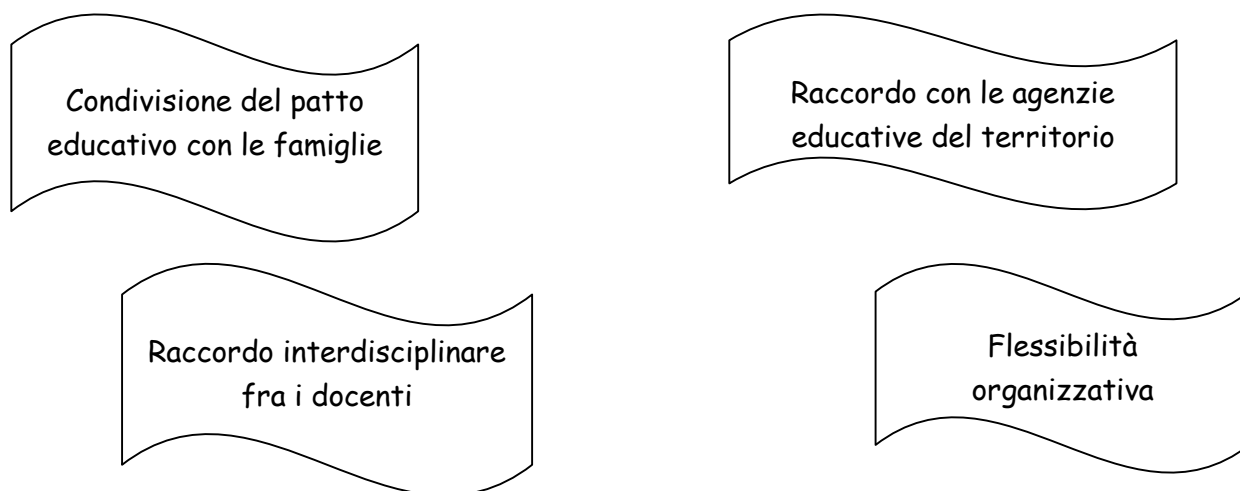 Condivisione del patto
educativo con le famiglie
Raccordo con le agenzie
educative del territorio
Raccordo interdisciplinare
fra i docenti
Flessibilità
organizzativa